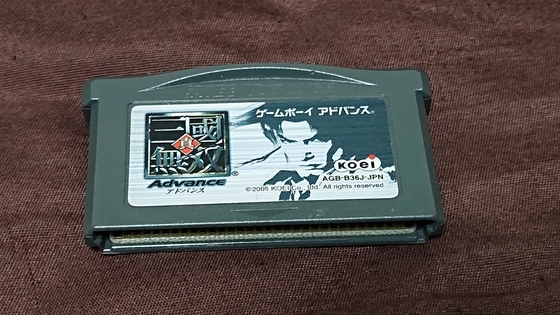 ゲームボーイ アドバンス®
真
三國
無双
Advance®
アドバンス
KOEI
AGB-B36J-JPN
©2005 KOEI Co., Ltd. All rights reserved